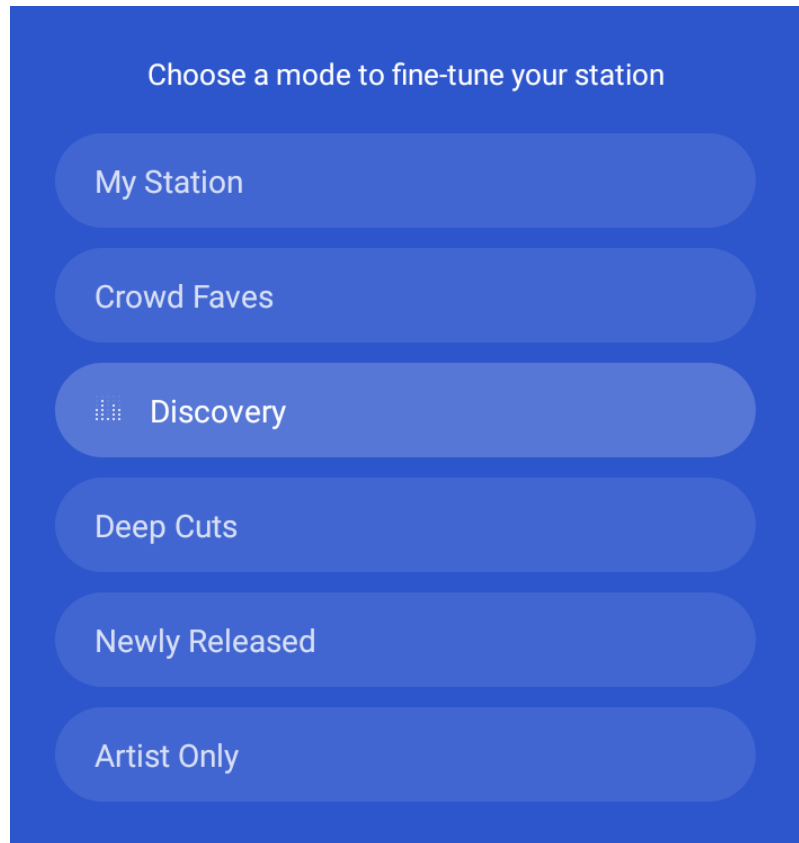 Choose a mode to fine-tune your station
My Station
Crowd Faves
Discovery
Deep Cuts
Newly Released
Artist Only